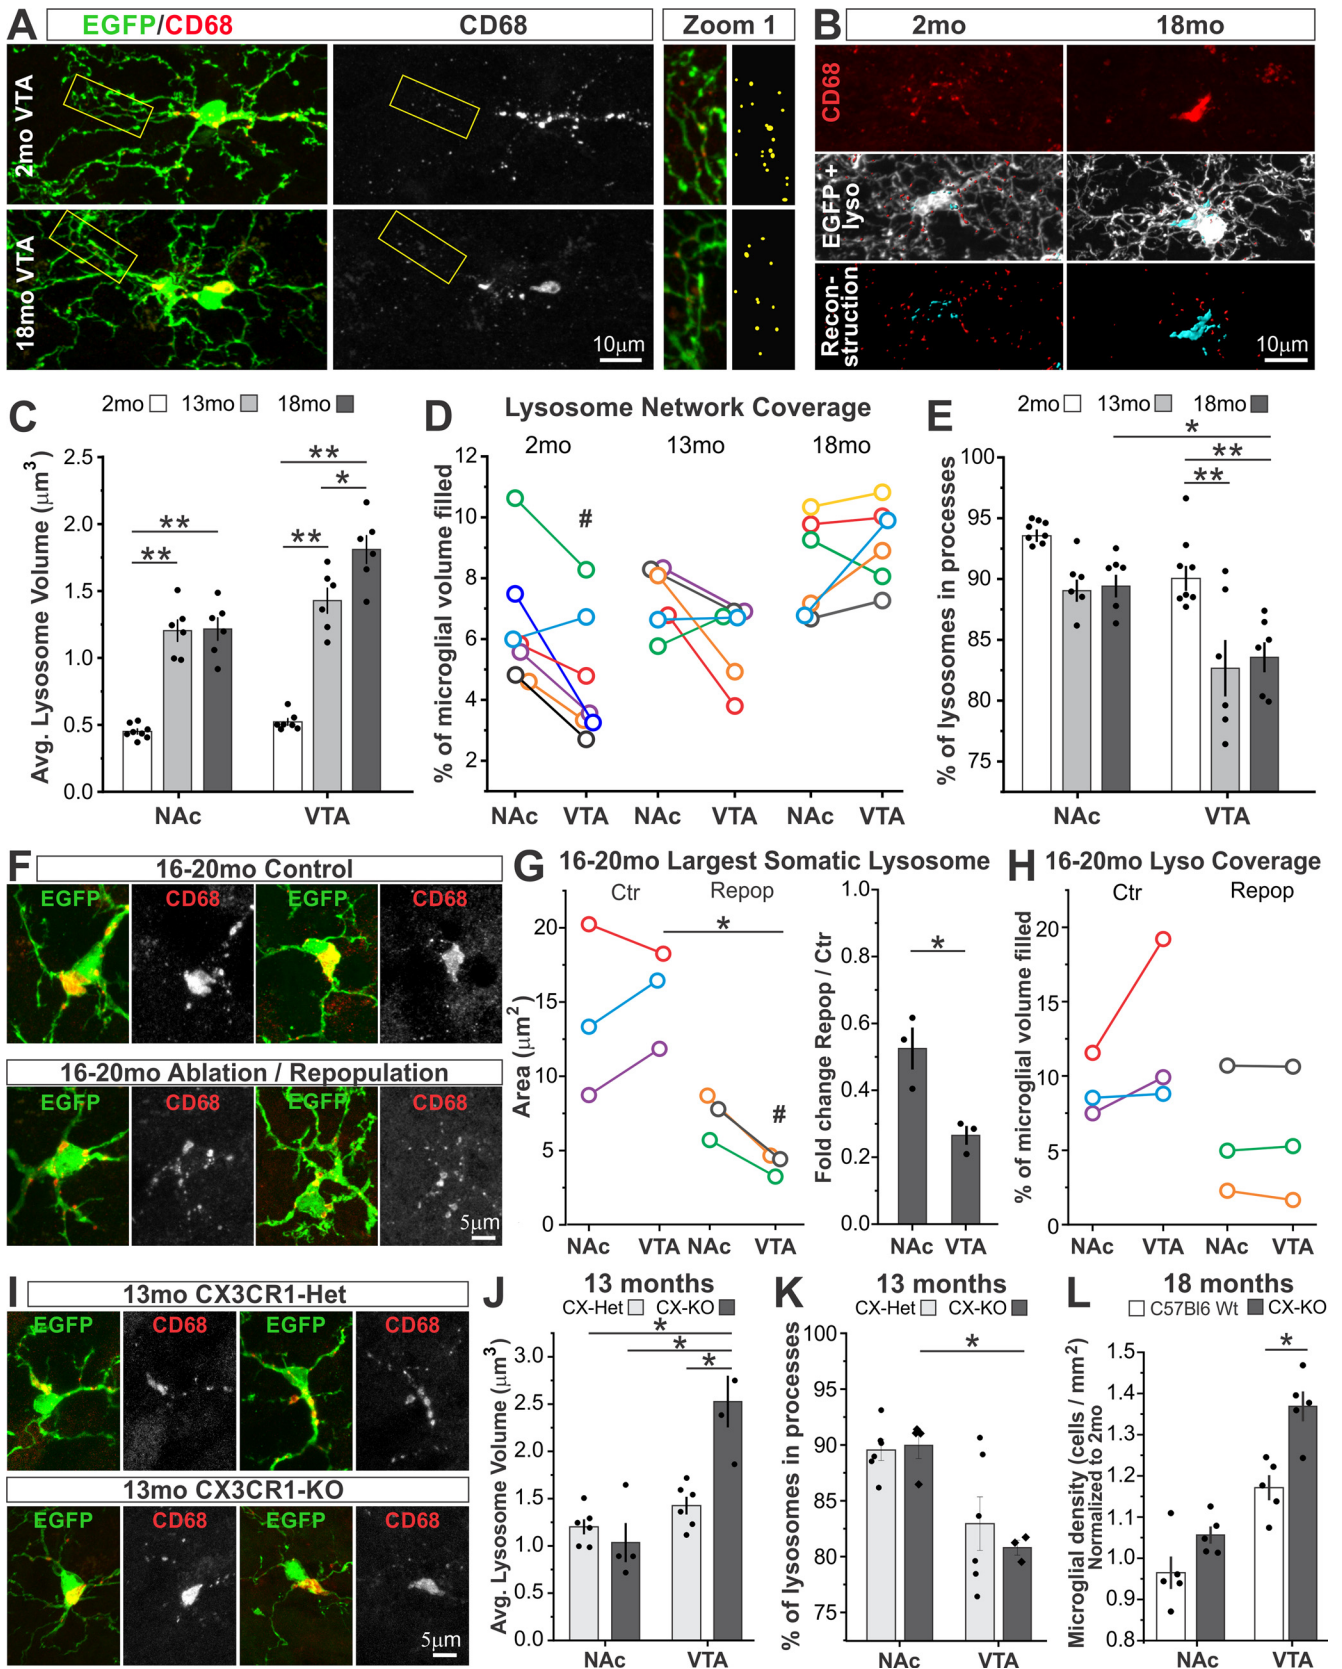 A EGFP/CD68 CD68 Zoom 1
2mo VTA
18mo VTA
10μm
B 2mo 18mo
CD68
EGFP +
lyso
Recon-
struction
10μm
C 2mo 13mo 18mo
Avg. Lysosome Volume (μm³)
2.5
2.0
1.5
1.0
0.5
0.0
** ** ** ** *
NAc VTA
D Lysosome Network Coverage
2mo 13mo 18mo
% of microglial volume filled
12
10
8
6
4
2
#
NAc VTA NAc VTA NAc VTA
E 2mo 13mo 18mo
% of lysosomes in processes
100
95
90
85
80
75
* ** **
NAc VTA
F 16-20mo Control
EGFP CD68 EGFP CD68
16-20mo Ablation / Repopulation
EGFP CD68 EGFP CD68
5μm
G 16-20mo Largest Somatic Lysosome
Ctr Repop
Area (μm²)
20
15
10
5
0
*
#
NAc VTA NAc VTA
Fold change Repop / Ctr
1.0
0.8
0.6
0.4
0.2
0.0
*
NAc VTA
H 16-20mo Lyso Coverage
Ctr Repop
% of microglial volume filled
20
15
10
5
0
NAc VTA NAc VTA
I 13mo CX3CR1-Het
EGFP CD68 EGFP CD68
13mo CX3CR1-KO
EGFP CD68 EGFP CD68
5μm
J 13 months
CX-Het CX-KO
Avg. Lysosome Volume (μm³)
3.0
2.5
2.0
1.5
1.0
0.5
0.0
* * *
NAc VTA
K 13 months
CX-Het CX-KO
% of lysosomes in processes
100
95
90
85
80
75
*
NAc VTA
L 18 months
C57Bl6 Wt CX-KO
Microglial density (cells / mm²)
Normalized to 2mo
1.5
1.4
1.3
1.2
1.1
1.0
0.9
0.8
*
NAc VTA